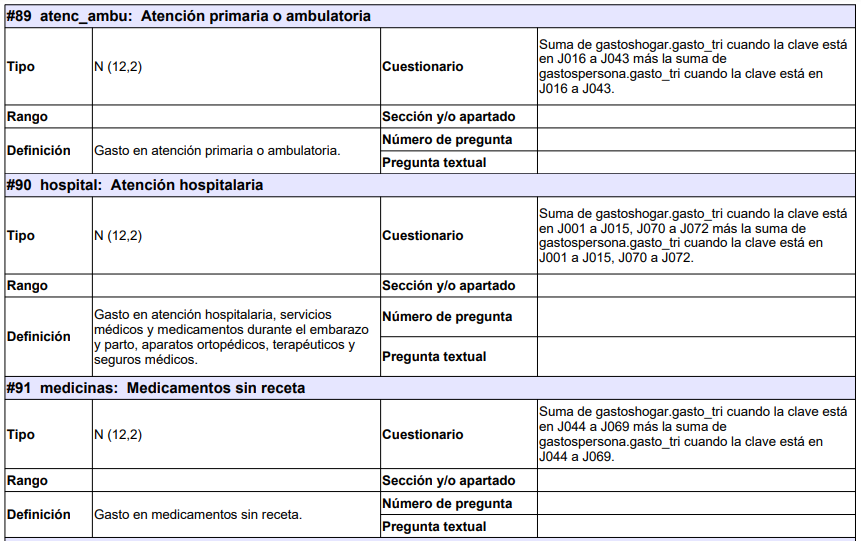 #89 atenc_ambu: Atención primaria o ambulatoria
Tipo
N (12,2)
Cuestionario
Suma de gastoshogar.gasto_tri cuando la clave está
en J016 a J043 más la suma de
gastospersona.gasto_tri cuando la clave está en
J016 a J043.
Rango
Sección y/o apartado
Definición
Gasto en atención primaria o ambulatoria.
Número de pregunta
Pregunta textual
#90 hospital: Atención hospitalaria
Tipo
N (12,2)
Cuestionario
Suma de gastoshogar.gasto_tri cuando la clave está
en J001 a J015, J070 a J072 más la suma de
gastospersona.gasto_tri cuando la clave está en
J001 a J015, J070 a J072.
Rango
Sección y/o apartado
Definición
Gasto en atención hospitalaria, servicios
médicos y medicamentos durante el embarazo
y parto, aparatos ortopédicos, terapéuticos y
seguros médicos.
Número de pregunta
Pregunta textual
#91 medicinas: Medicamentos sin receta
Tipo
N (12,2)
Cuestionario
Suma de gastoshogar.gasto_tri cuando la clave está
en J044 a J069 más la suma de
gastospersona.gasto_tri cuando la clave está en
J044 a J069.
Rango
Sección y/o apartado
Definición
Gasto en medicamentos sin receta.
Número de pregunta
Pregunta textual